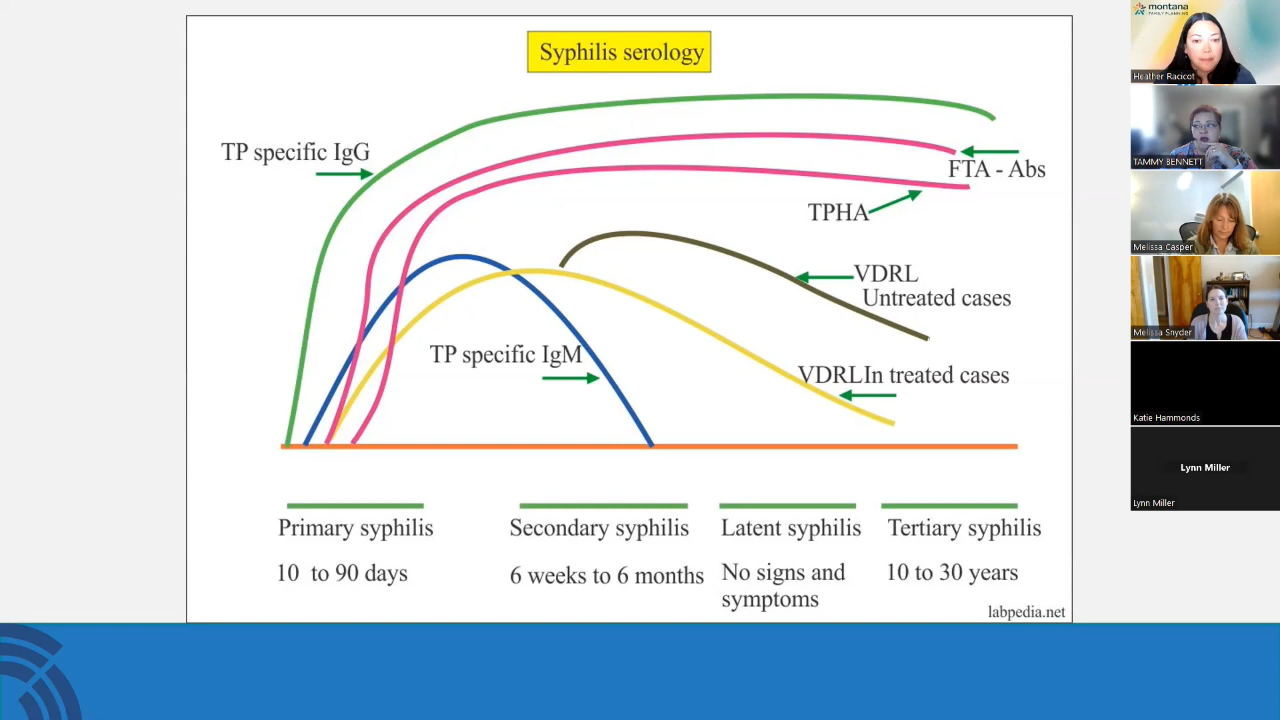 Syphilis serology
TP specific IgG
FTA - Abs
TPHA
VDRL
Untreated cases
TP specific IgM
VDRLIn treated cases
Primary syphilis
10 to 90 days
Secondary syphilis
6 weeks to 6 months
Latent syphilis
No signs and
symptoms
Tertiary syphilis
10 to 30 years
labpedia.net
montana
FAMILY PLANNING
Heather Racicot
TAMMY BENNETT
Melissa Casper
Melissa Snyder
Katie Hammonds
Lynn Miller
Lynn Miller